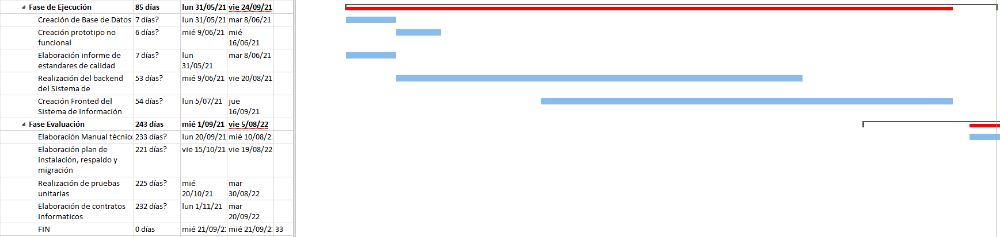 Fase de Ejecución 85 días lun 31/05/21 vie 24/09/21
Creación de Base de Datos 7 días? lun 31/05/21 mar 8/06/21
Creación prototipo no 6 días? mié 9/06/21 mié
funcional 16/06/21
Elaboración informe de 7 días? lun mar 8/06/21
estandares de calidad 31/05/21
Realización del backend 53 días? mié 9/06/21 vie 20/08/21
del Sistema de
Creación Fronted del 54 días? lun 5/07/21 jue
Sistema de Información 16/09/21
Fase Evaluación 243 días mié 1/09/21 vie 5/08/22
Elaboración Manual técnico 233 días? lun 20/09/21 mié 10/08/22
Elaboración plan de 221 días? vie 15/10/21 vie 19/08/22
instalación, respaldo y
migración
Realización de pruebas 225 días? mié mar
unitarias 20/10/21 30/08/22
Elaboración de contratos 232 días? lun 1/11/21 mar
informaticos 20/09/22
FIN 0 días mié 21/09/22 mié 21/09/22 33